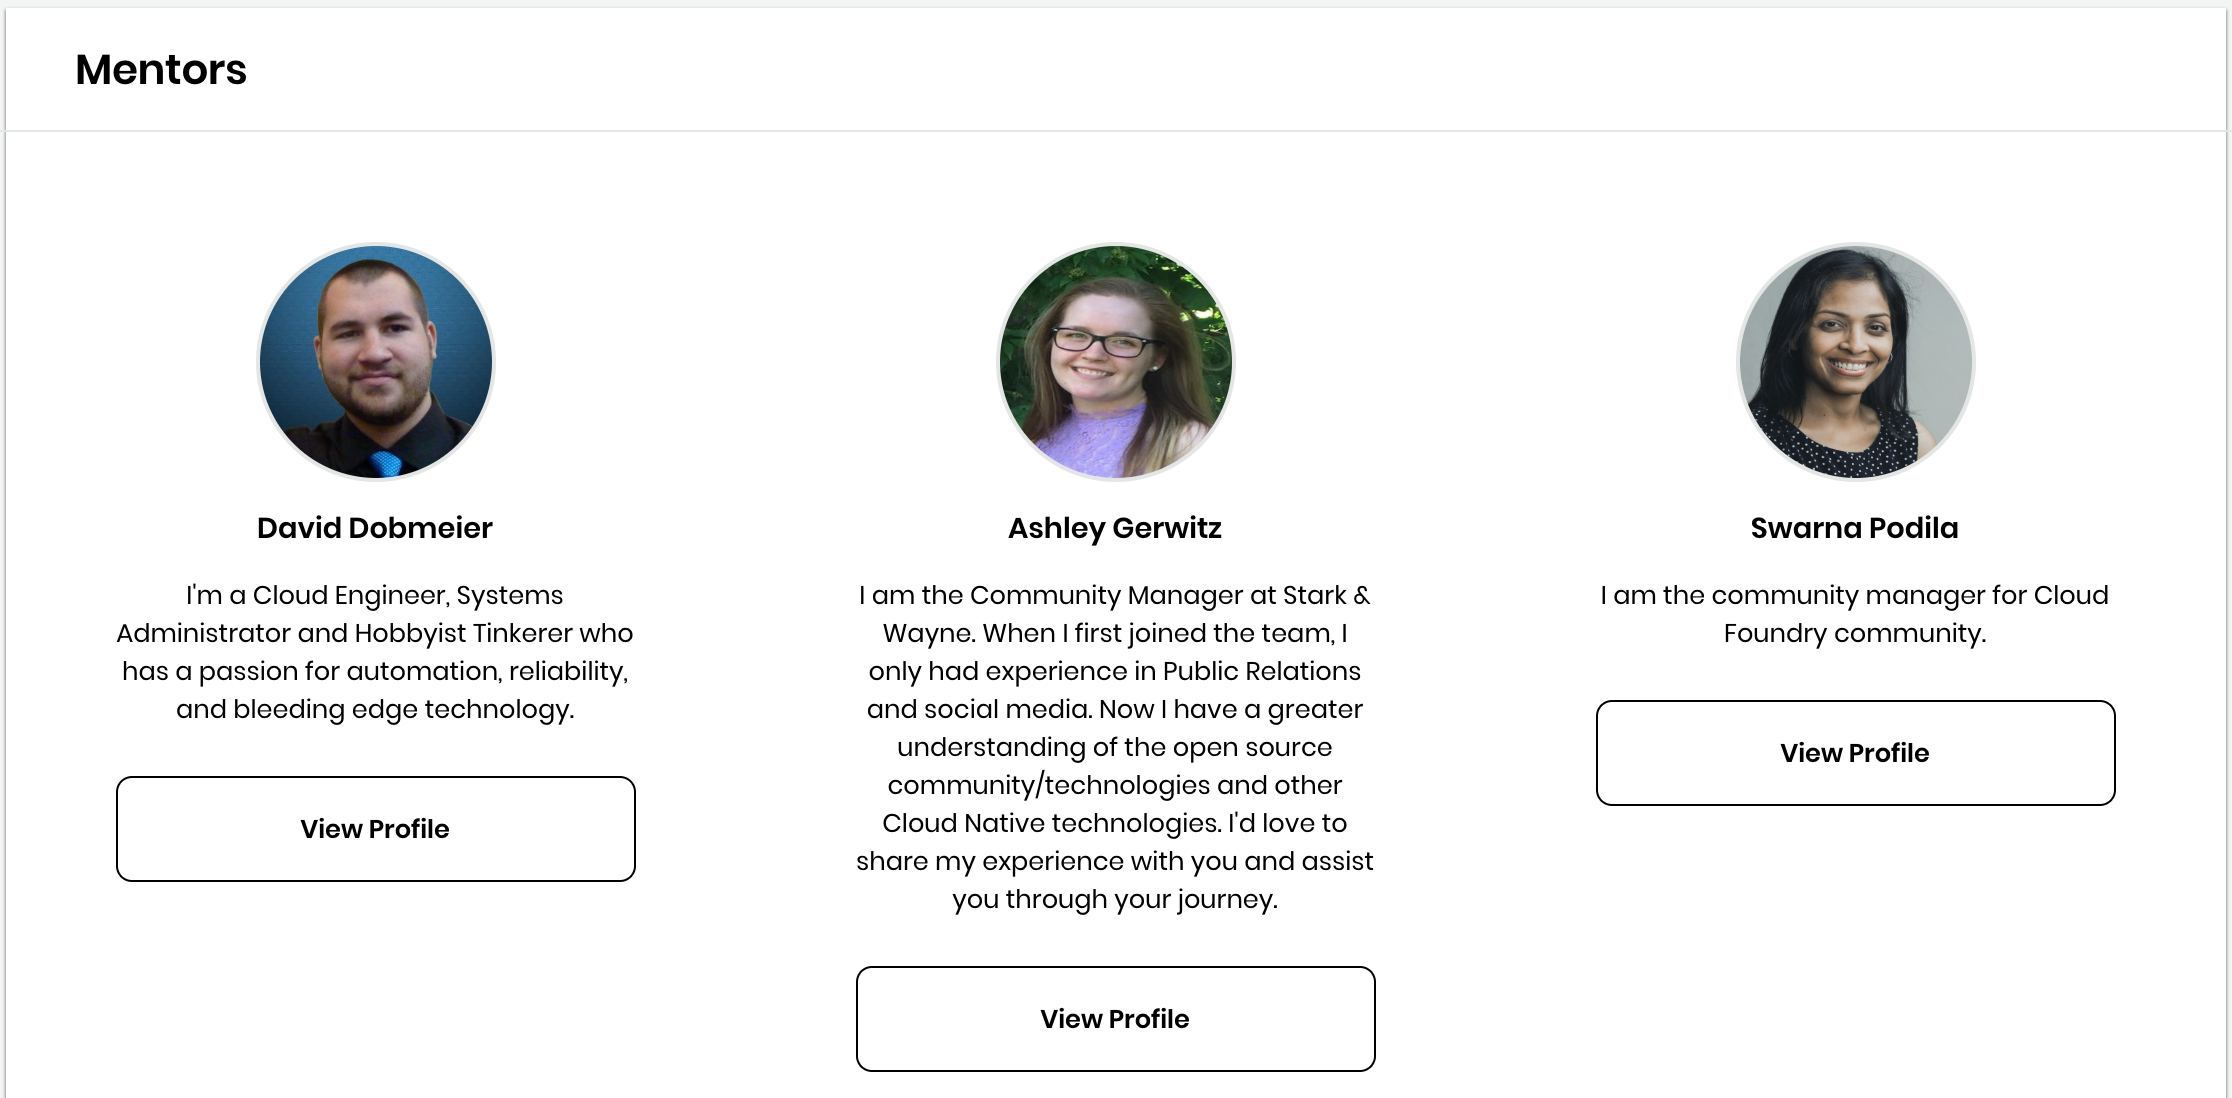 Mentors
David Dobmeier
I'm a Cloud Engineer, Systems
Administrator and Hobbyist Tinkerer who
has a passion for automation, reliability,
and bleeding edge technology.
View Profile
Ashley Gerwitz
I am the Community Manager at Stark &
Wayne. When I first joined the team, I
only had experience in Public Relations
and social media. Now I have a greater
understanding of the open source
community/technologies and other
Cloud Native technologies. I'd love to
share my experience with you and assist
you through your journey.
View Profile
Swarna Podila
I am the community manager for Cloud
Foundry community.
View Profile